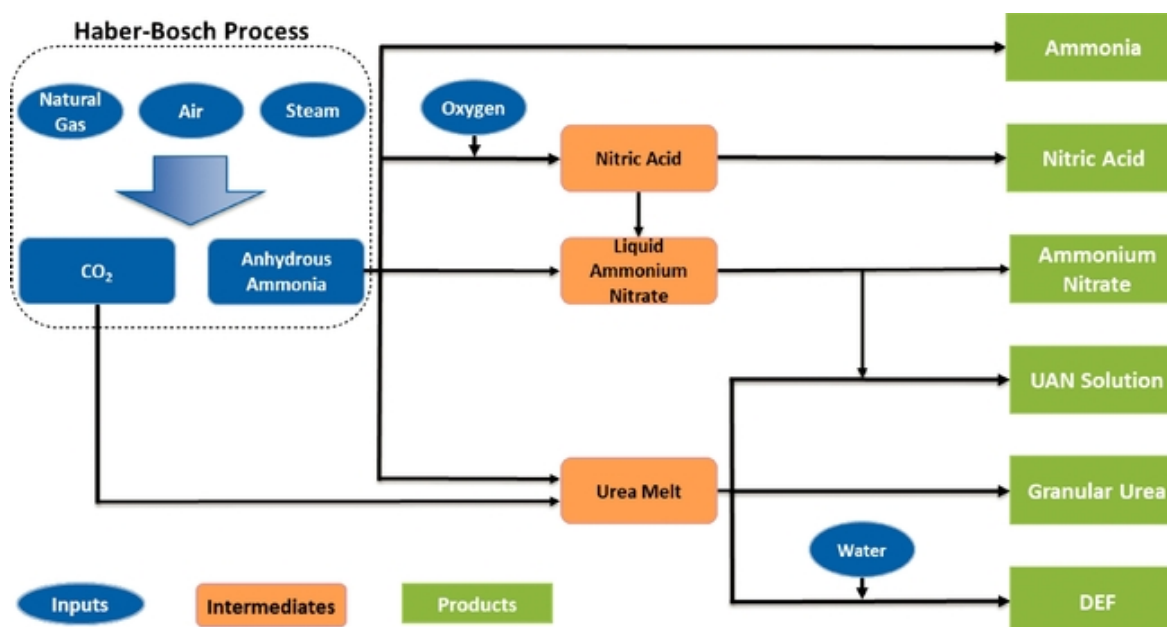 Haber-Bosch Process
Natural
Gas
Air
Steam
CO₂
Anhydrous
Ammonia
Oxygen
Nitric Acid
Liquid
Ammonium
Nitrate
Urea Melt
Water
Ammonia
Nitric Acid
Ammonium
Nitrate
UAN Solution
Granular Urea
DEF
Inputs
Intermediates
Products